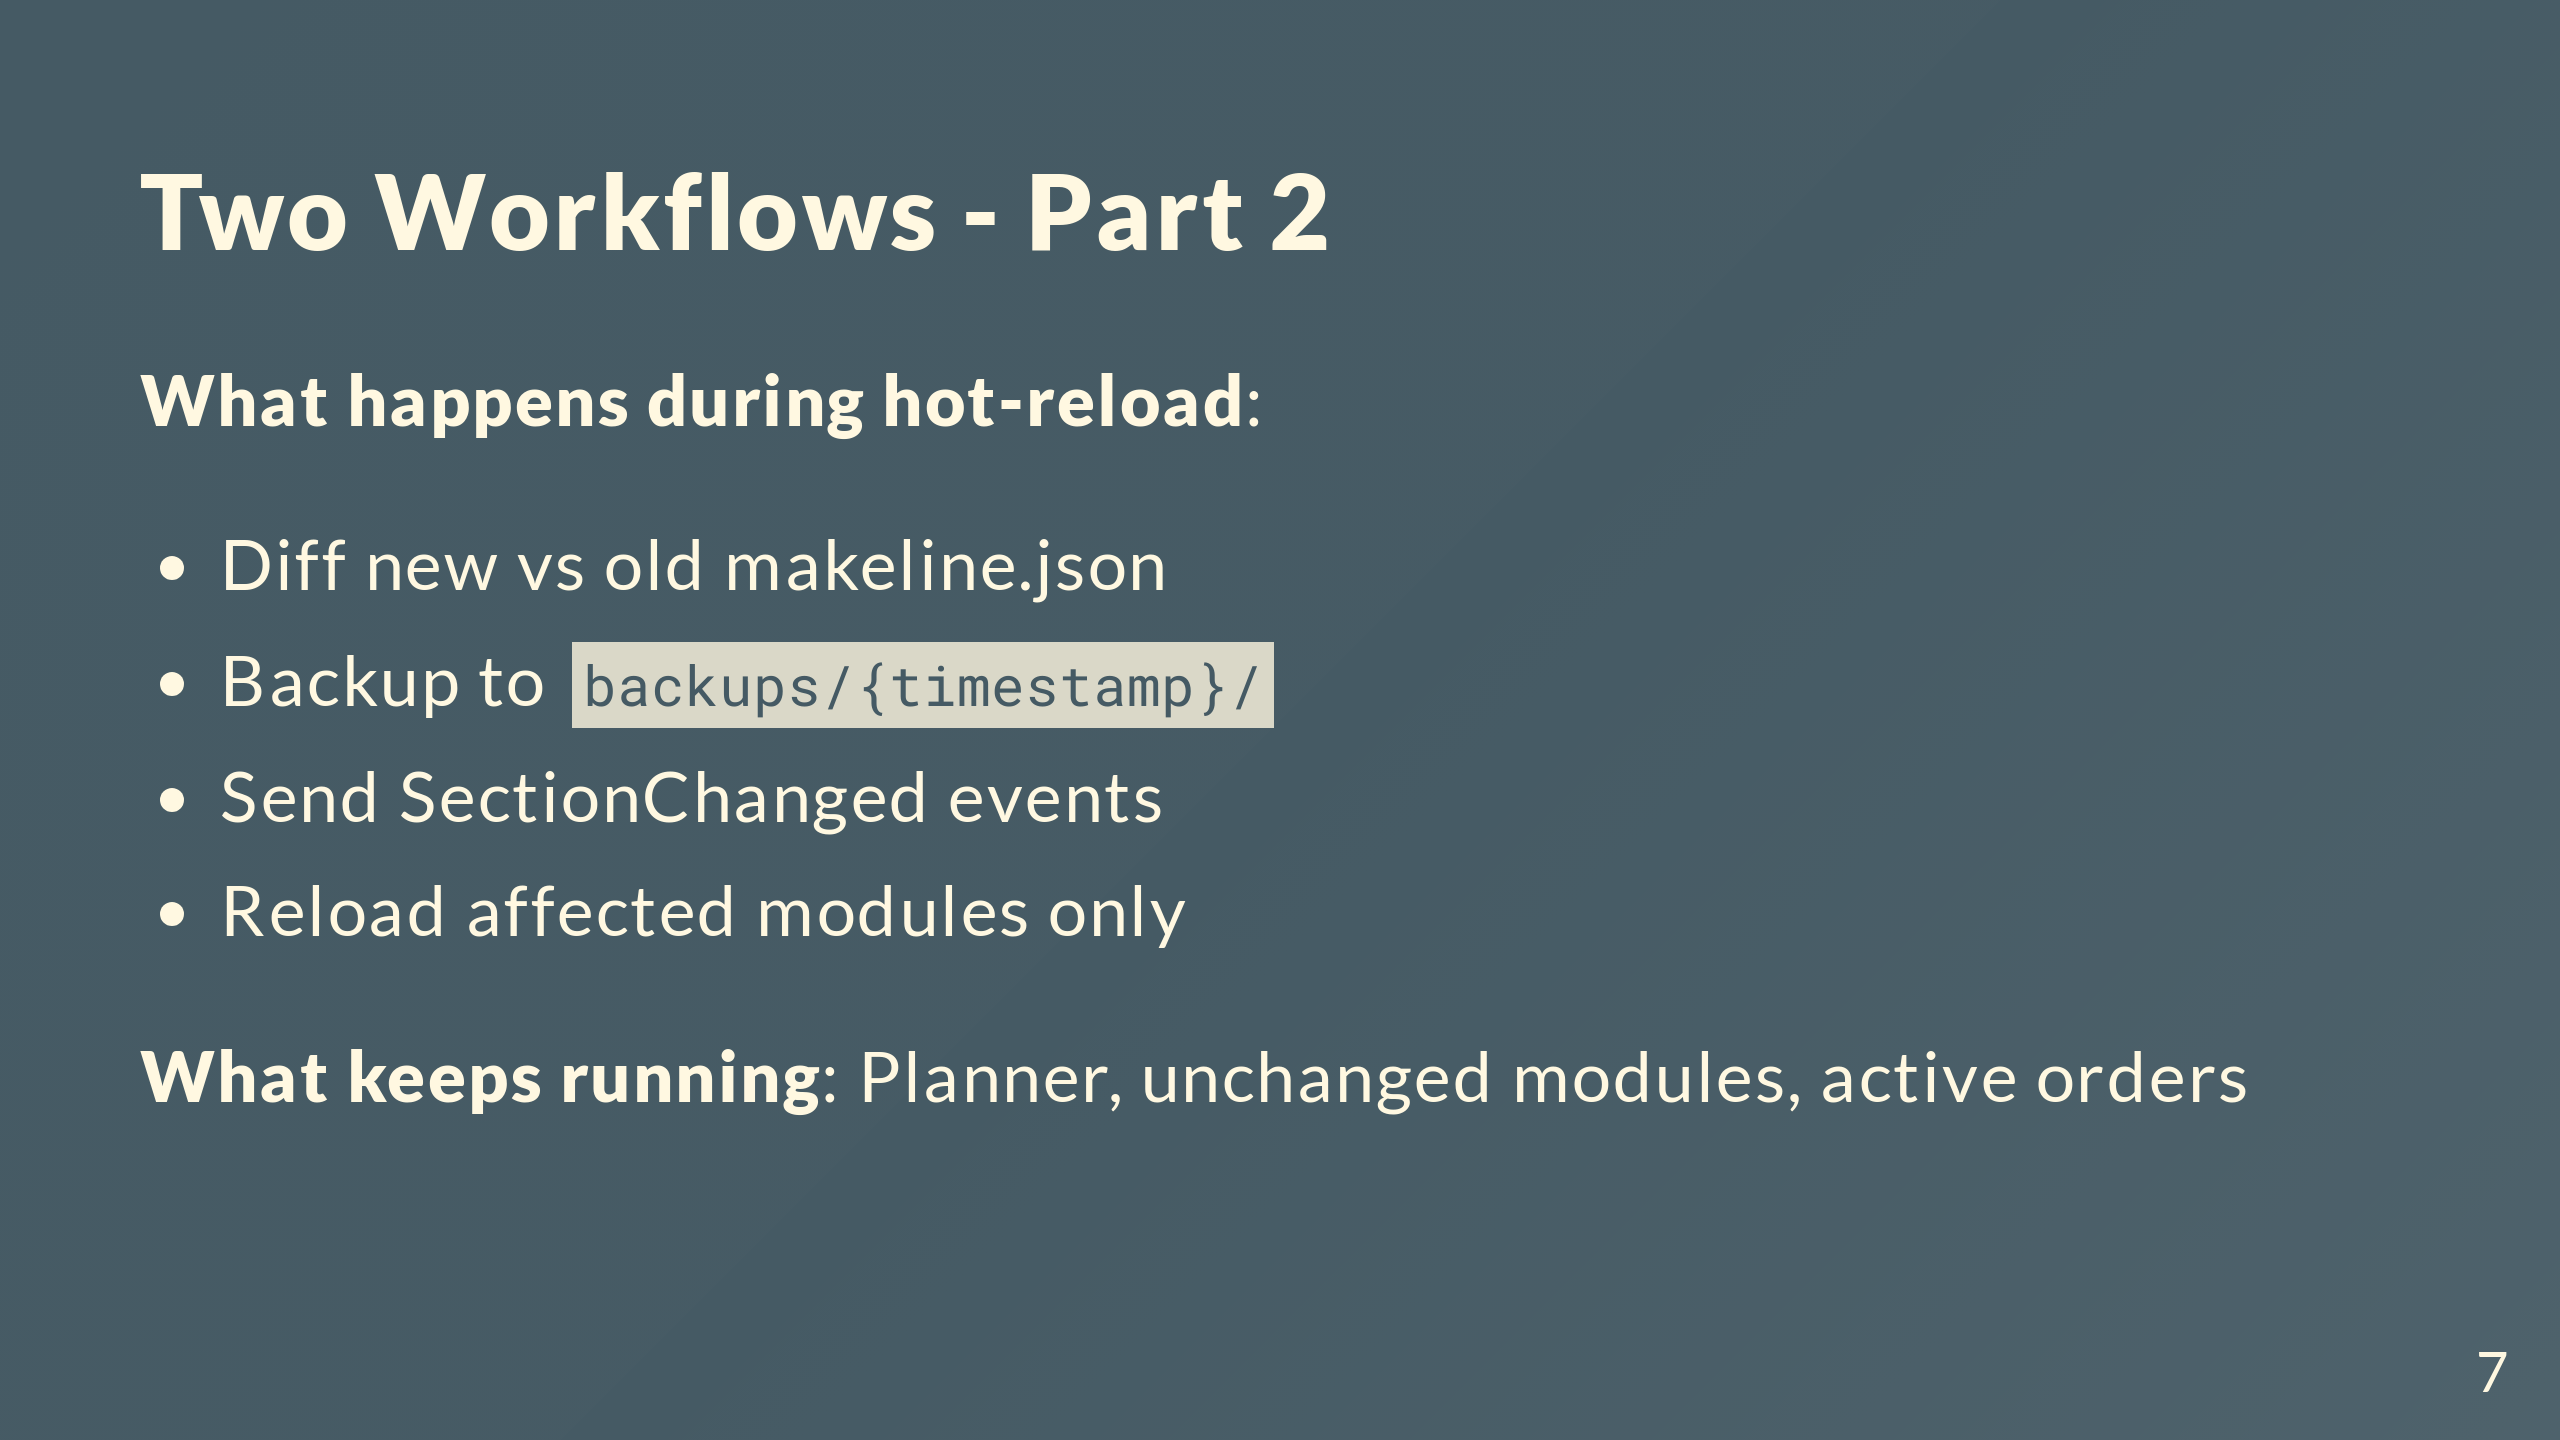 Two Workflows - Part 2
What happens during hot-reload:
• Diff new vs old makeline.json
• Backup to backups/{timestamp}/
• Send SectionChanged events
• Reload affected modules only
What keeps running: Planner, unchanged modules, active orders
7